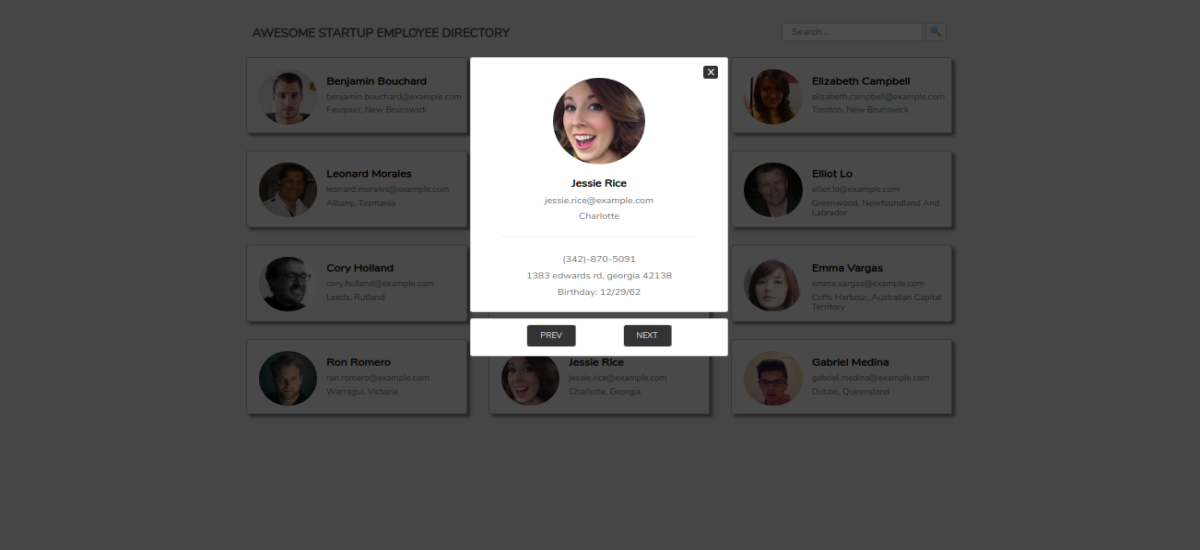 AWESOME STARTUP EMPLOYEE DIRECTORY
Search...
Benjamin Bouchard
benjamin.bouchard@example.com
Fauquier, New Brunswick
X
Jessie Rice
jessie.rice@example.com
Charlotte
(342)-870-5091
1383 edwards rd, georgia 42138
Birthday: 12/29/62
PREV
NEXT
Elizabeth Campbell
elizabeth.campbell@example.com
Trenton, New Brunswick
Leonard Morales
leonard.morales@example.com
Albany, Tasmania
Elliot Lo
elliot.lo@example.com
Greenwood, Newfoundland And
Labrador
Cory Holland
cory.holland@example.com
Leeds, Rutland
Emma Vargas
emma.vargas@example.com
Coffs Harbour, Australian Capital
Territory
Ron Romero
ron.romero@example.com
Warragul, Victoria
Jessie Rice
jessie.rice@example.com
Charlotte, Georgia
Gabriel Medina
gabriel.medina@example.com
Dubbo, Queensland